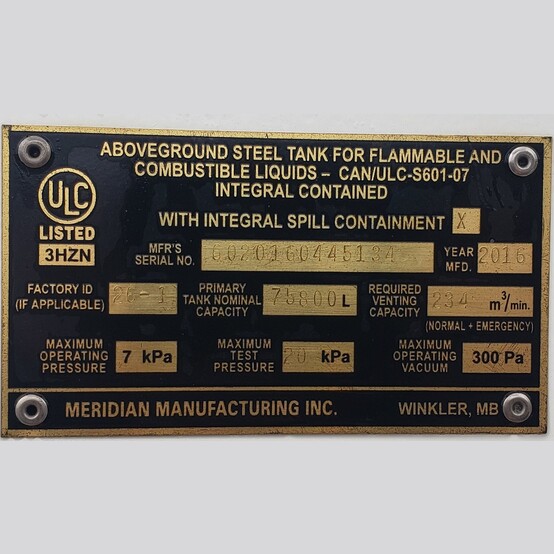 ABOVEGROUND STEEL TANK FOR FLAMMABLE AND
COMBUSTIBLE LIQUIDS – CAN/ULC-S601-07
INTEGRAL CONTAINED
ULC
LISTED
3HZN
WITH INTEGRAL SPILL CONTAINMENT X
MFR'S
SERIAL NO.
YEAR
MFD. 2016
FACTORY ID
(IF APPLICABLE)
PRIMARY
TANK NOMINAL
CAPACITY
75800 L
REQUIRED
VENTING
CAPACITY
234 m³/min.
(NORMAL + EMERGENCY)
MAXIMUM
OPERATING
PRESSURE
7 kPa
MAXIMUM
TEST
PRESSURE
20 kPa
MAXIMUM
OPERATING
VACUUM
300 Pa
MERIDIAN MANUFACTURING INC. WINKLER, MB